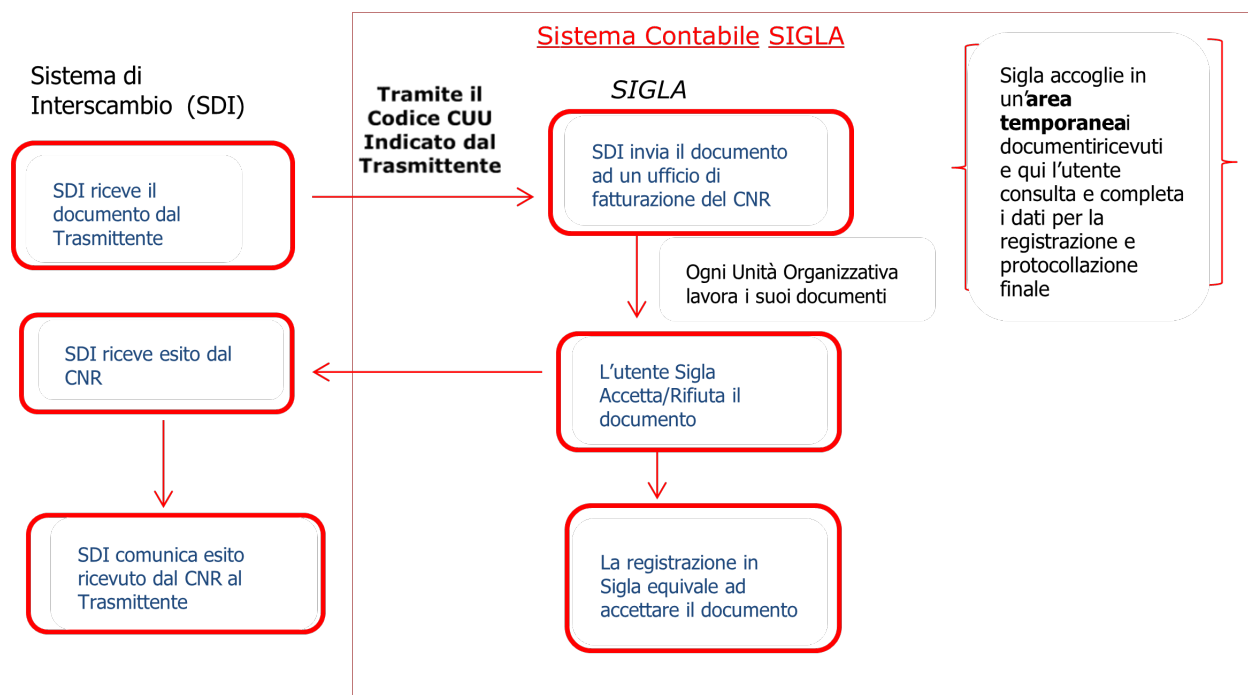 Sistema Contabile SIGLA
Sistema di
Interscambio (SDI)
Tramite il
Codice CUU
Indicato dal
Trasmittente
SIGLA
SDI riceve il
documento dal
Trasmittente
SDI invia il documento
ad un ufficio di
fatturazione del CNR
Sigla accoglie in
un'area
temporaneai
documentiricevuti
e qui l'utente
consulta e completa
i dati per la
registrazione e
protocollazione
finale
Ogni Unità Organizzativa
lavora i suoi documenti
SDI riceve esito dal
CNR
L'utente Sigla
Accetta/Rifiuta il
documento
SDI comunica esito
ricevuto dal CNR al
Trasmittente
La registrazione in
Sigla equivale ad
accettare il documento